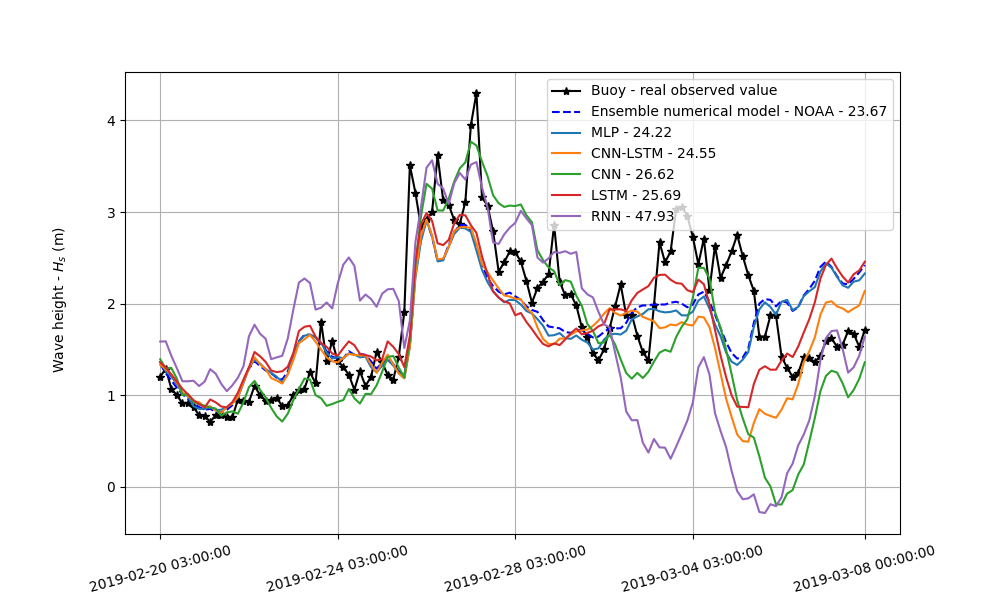 Buoy - real observed value
Ensemble numerical model - NOAA - 23.67
MLP - 24.22
CNN-LSTM - 24.55
CNN - 26.62
LSTM - 25.69
RNN - 47.93
4
3
2
1
0
Wave height - Hs (m)
2019-02-20 03:00:00
2019-02-24 03:00:00
2019-02-28 03:00:00
2019-03-04 03:00:00
2019-03-08 00:00:00